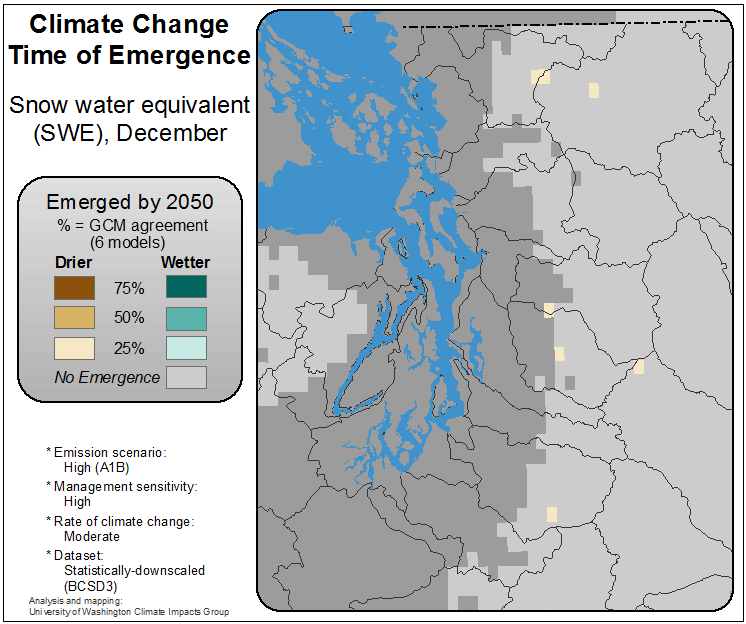 Climate Change
Time of Emergence
Snow water equivalent
(SWE), December
Emerged by 2050
% = GCM agreement
(6 models)
Drier Wetter
75%
50%
25%
No Emergence
* Emission scenario:
High (A1B)
* Management sensitivity:
High
* Rate of climate change:
Moderate
* Dataset:
Statistically-downscaled
(BCSD3)
Analysis and mapping:
University of Washington Climate Impacts Group